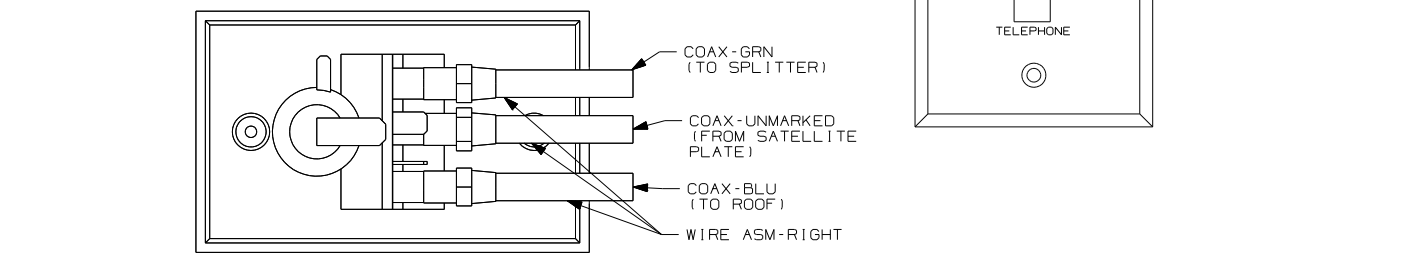 COAX-GRN
(TO SPLITTER)
COAX-UNMARKED
(FROM SATELLITE
PLATE)
COAX-BLU
(TO ROOF)
WIRE ASM-RIGHT
TELEPHONE